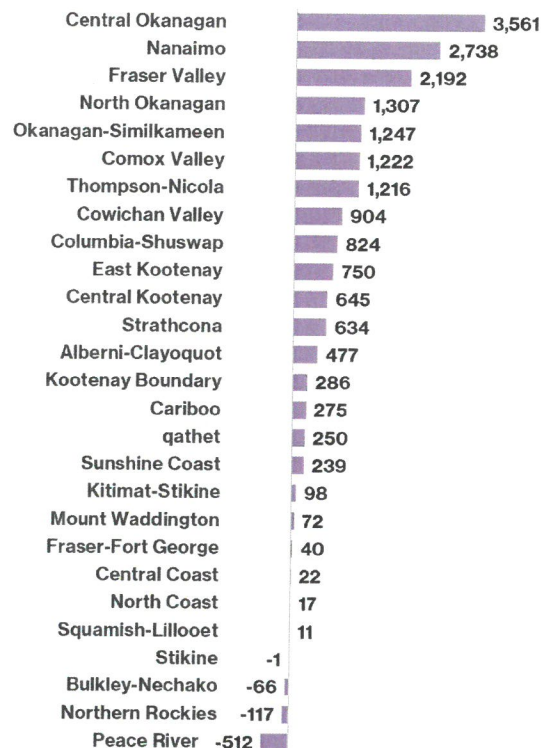 Central Okanagan 3,561
Nanaimo 2,738
Fraser Valley 2,192
North Okanagan 1,307
Okanagan-Similkameen 1,247
Comox Valley 1,222
Thompson-Nicola 1,216
Cowichan Valley 904
Columbia-Shuswap 824
East Kootenay 750
Central Kootenay 645
Strathcona 634
Alberni-Clayoquot 477
Kootenay Boundary 286
Cariboo 275
qathet 250
Sunshine Coast 239
Kitimat-Stikine 98
Mount Waddington 72
Fraser-Fort George 40
Central Coast 22
North Coast 17
Squamish-Lillooet 11
Stikine -1
Bulkley-Nechako -66
Northern Rockies -117
Peace River -512